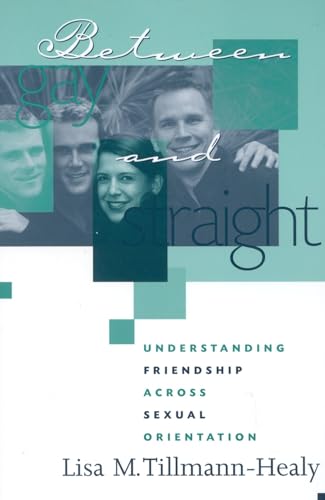 Between
gay
and
straight
UNDERSTANDING
FRIENDSHIP
ACROSS
SEXUAL
ORIENTATION
Lisa M. Tillmann-Healy